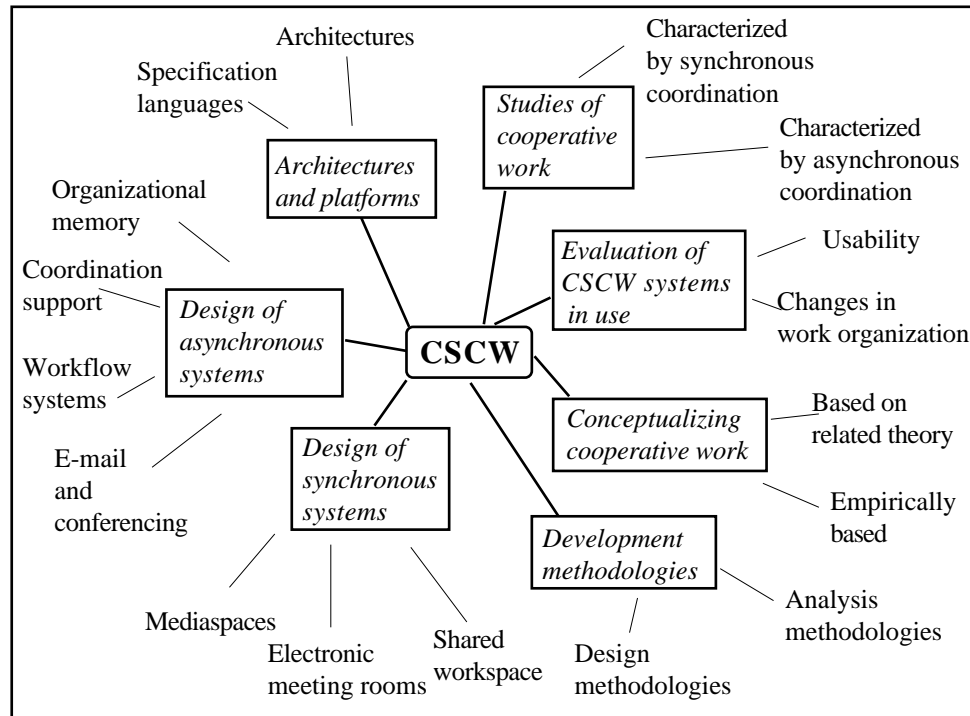 Architectures
Specification
languages
Architectures
and platforms
Characterized
by synchronous
coordination
Studies of
cooperative
work
Characterized
by asynchronous
coordination
Organizational
memory
Coordination
support
Design of
asynchronous
systems
Workflow
systems
E-mail
and
conferencing
Evaluation of
CSCW systems
in use
Usability
Changes in
work organization
CSCW
Conceptualizing
cooperative work
Based on
related theory
Empirically
based
Design of
synchronous
systems
Mediaspaces
Electronic
meeting rooms
Shared
workspace
Development
methodologies
Analysis
methodologies
Design
methodologies